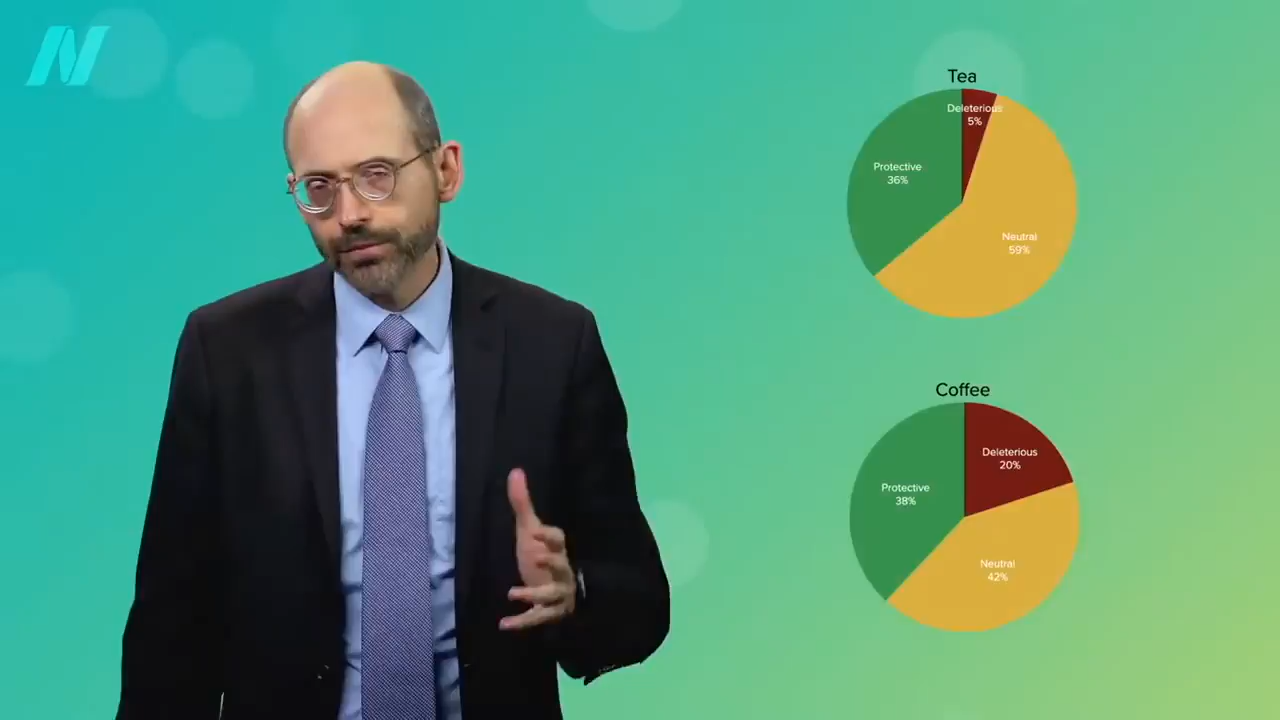 Tea
Deleterious
5%
Protective
36%
Neutral
59%
Coffee
Deleterious
20%
Protective
38%
Neutral
42%